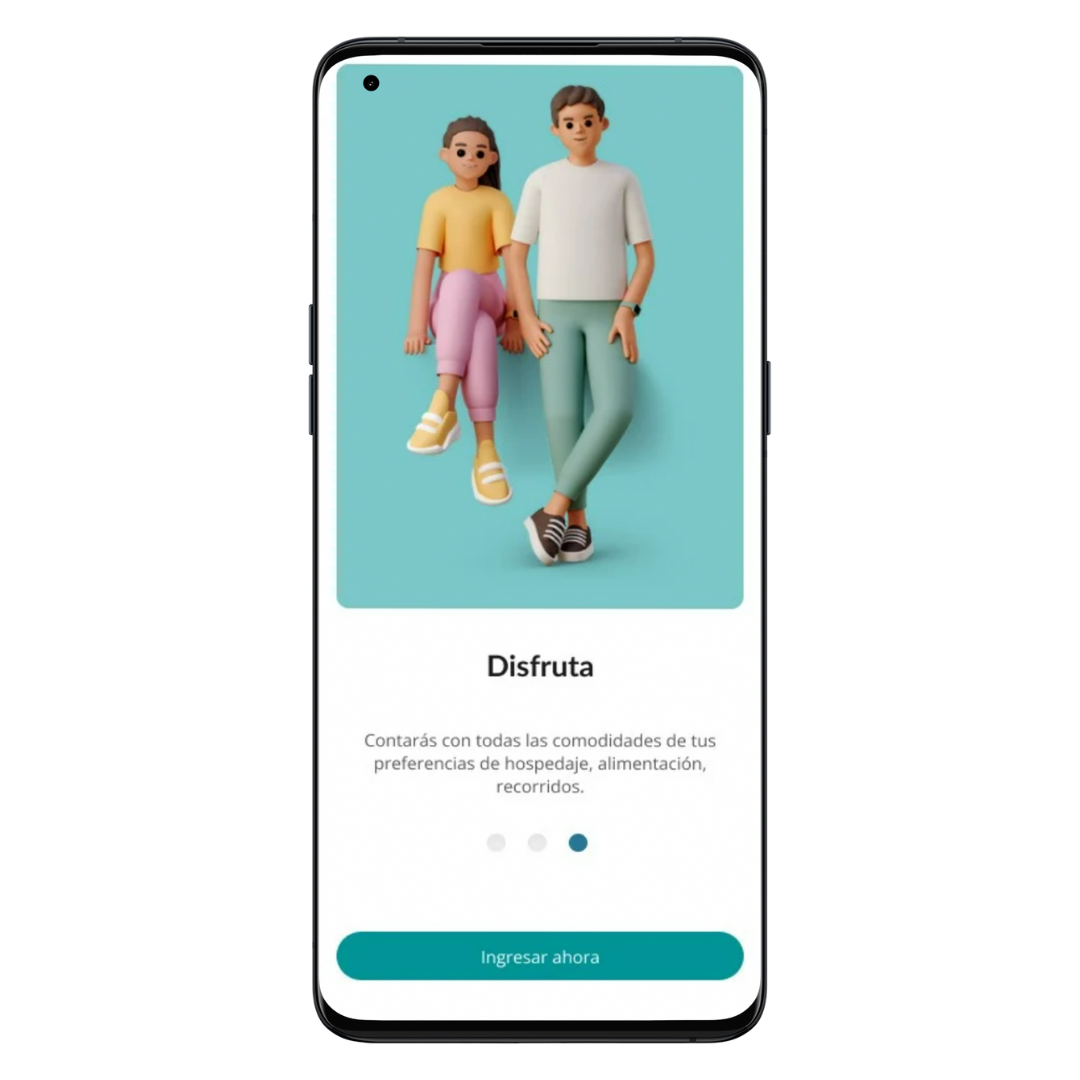 Disfruta
Contarás con todas las comodidades de tus
preferencias de hospedaje, alimentación,
recorridos.
Ingresar ahora